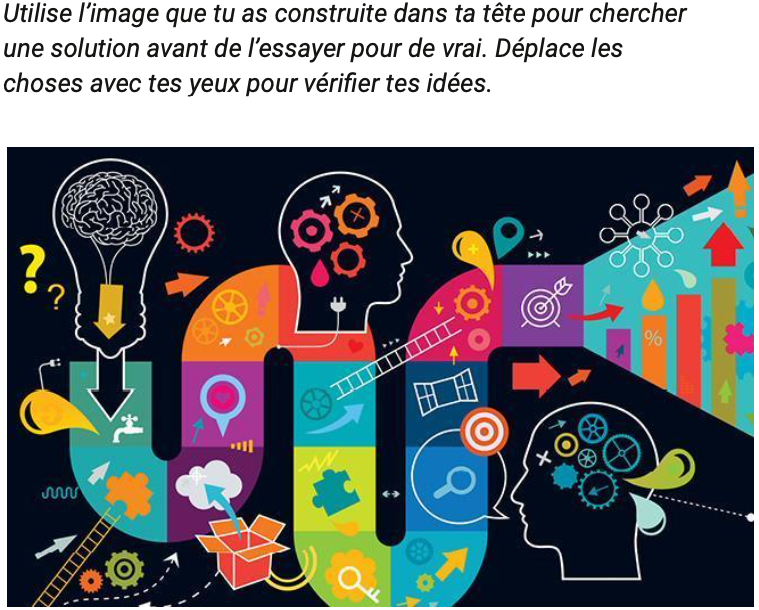 Utilise l’image que tu as construite dans ta tête pour chercher
une solution avant de l’essayer pour de vrai. Déplace les
choses avec tes yeux pour vérifier tes idées.
?
?
%